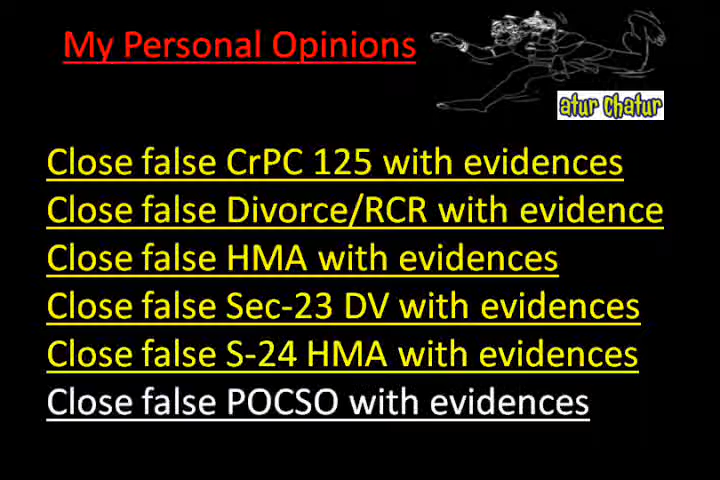 My Personal Opinions
atur Chatur
Close false CrPC 125 with evidences
Close false Divorce/RCR with evidence
Close false HMA with evidences
Close false Sec-23 DV with evidences
Close false S-24 HMA with evidences
Close false POCSO with evidences